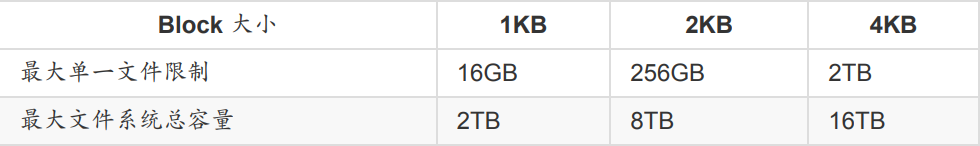 Block 大小 1KB 2KB 4KB
最大单一文件限制 16GB 256GB 2TB
最大文件系统总容量 2TB 8TB 16TB